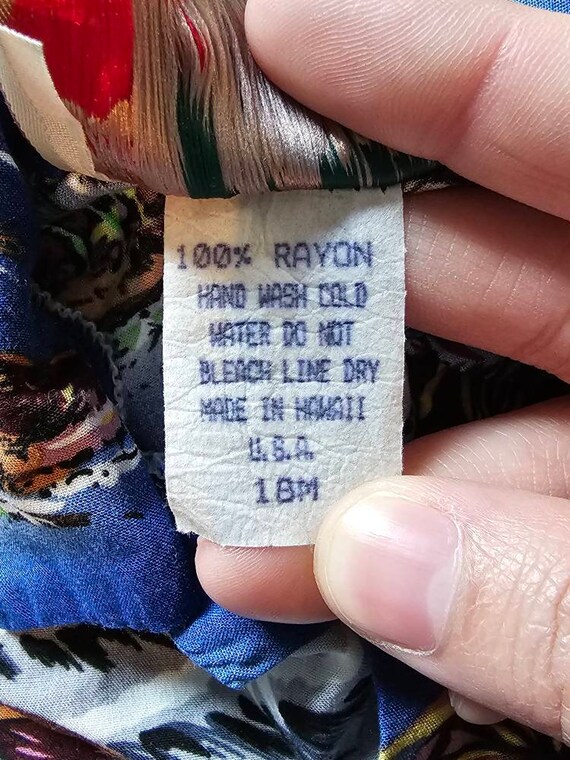 100% RAYON
HAND WASH COLD
WATER DO NOT
BLEACH LINE DRY
MADE IN HAWAII
U.S.A.
18M